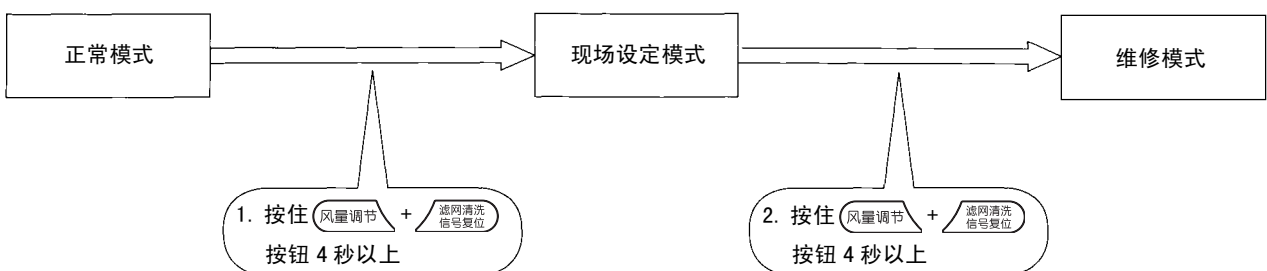 正常模式
现场设定模式
维修模式
1. 按住 风量调节 + 滤网清洗 信号复位
按钮 4 秒以上
2. 按住 风量调节 + 滤网清洗 信号复位
按钮 4 秒以上